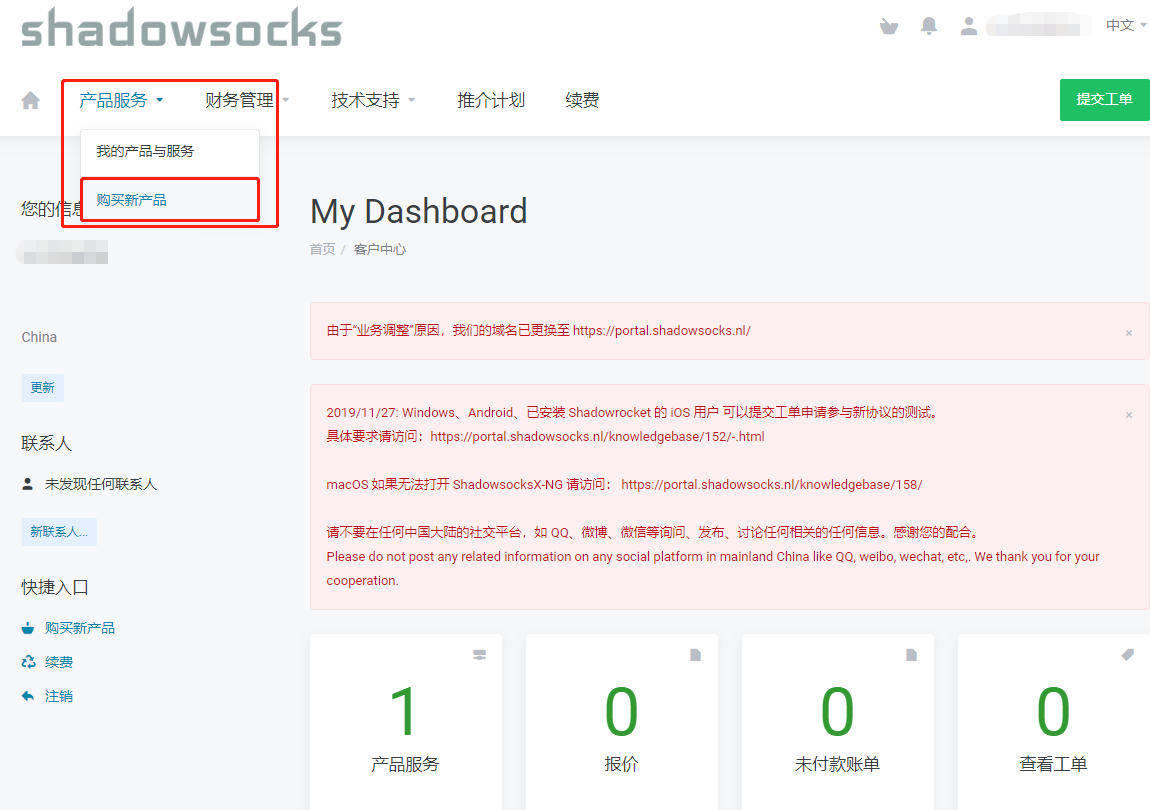 shadowsocks
中文
产品服务
财务管理
技术支持
推介计划
续费
提交工单
我的产品与服务
购买新产品
您的信息
China
更新
联系人
未发现任何联系人
新联系人...
快捷入口
购买新产品
续费
注销
My Dashboard
首页 / 客户中心
由于“业务调整”原因，我们的域名已更换至 https://portal.shadowsocks.nl/
×
2019/11/27: Windows、Android、已安装 Shadowrocket 的 iOS 用户 可以提交工单申请参与新协议的测试。
×
具体要求请访问：https://portal.shadowsocks.nl/knowledgebase/152/-.html
macOS 如果无法打开 ShadowsocksX-NG 请访问： https://portal.shadowsocks.nl/knowledgebase/158/
请不要在任何中国大陆的社交平台，如 QQ、微博、微信等询问、发布、讨论任何相关的任何信息。感谢您的配合。
Please do not post any related information on any social platform in mainland China like QQ, weibo, wechat, etc,. We thank you for your
cooperation.
1
产品服务
0
报价
0
未付款账单
0
查看工单